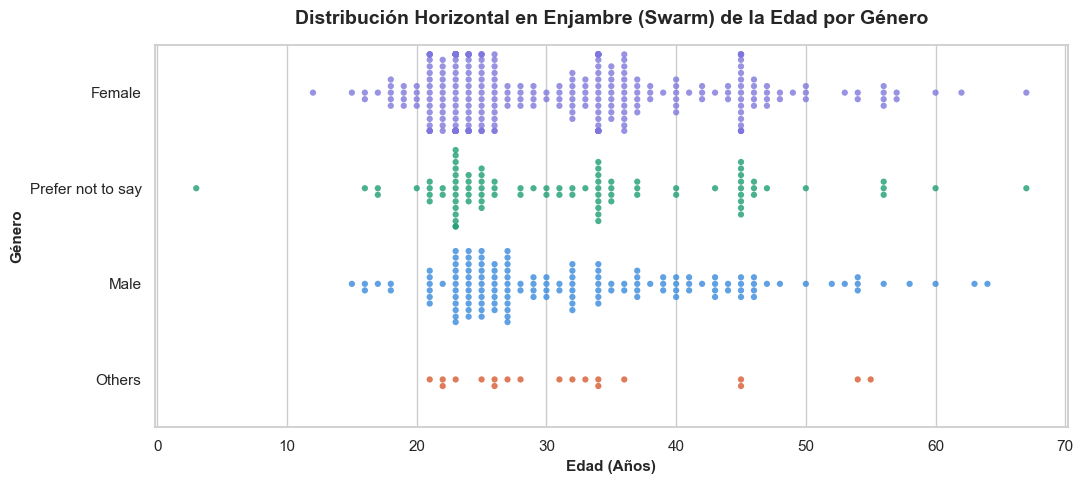 Distribución Horizontal en Enjambre (Swarm) de la Edad por Género
Género
Female
Prefer not to say
Male
Others
0 10 20 30 40 50 60 70
Edad (Años)